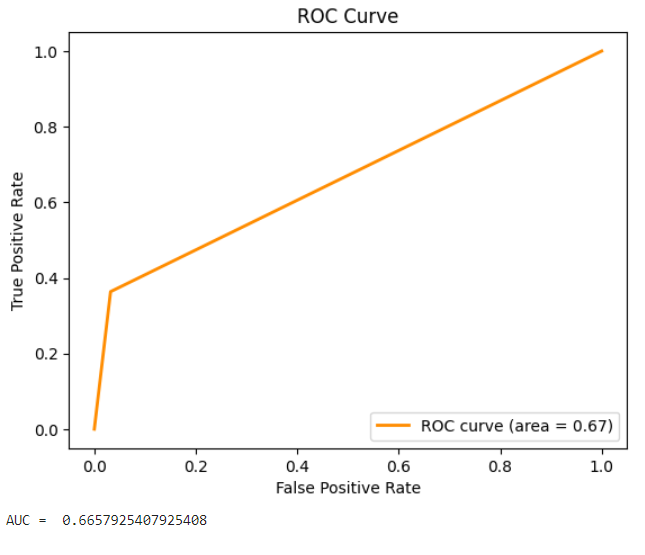 ROC Curve
1.0
0.8
0.6
0.4
0.2
0.0
True Positive Rate
ROC curve (area = 0.67)
0.0 0.2 0.4 0.6 0.8 1.0
False Positive Rate
AUC = 0.6657925407925408